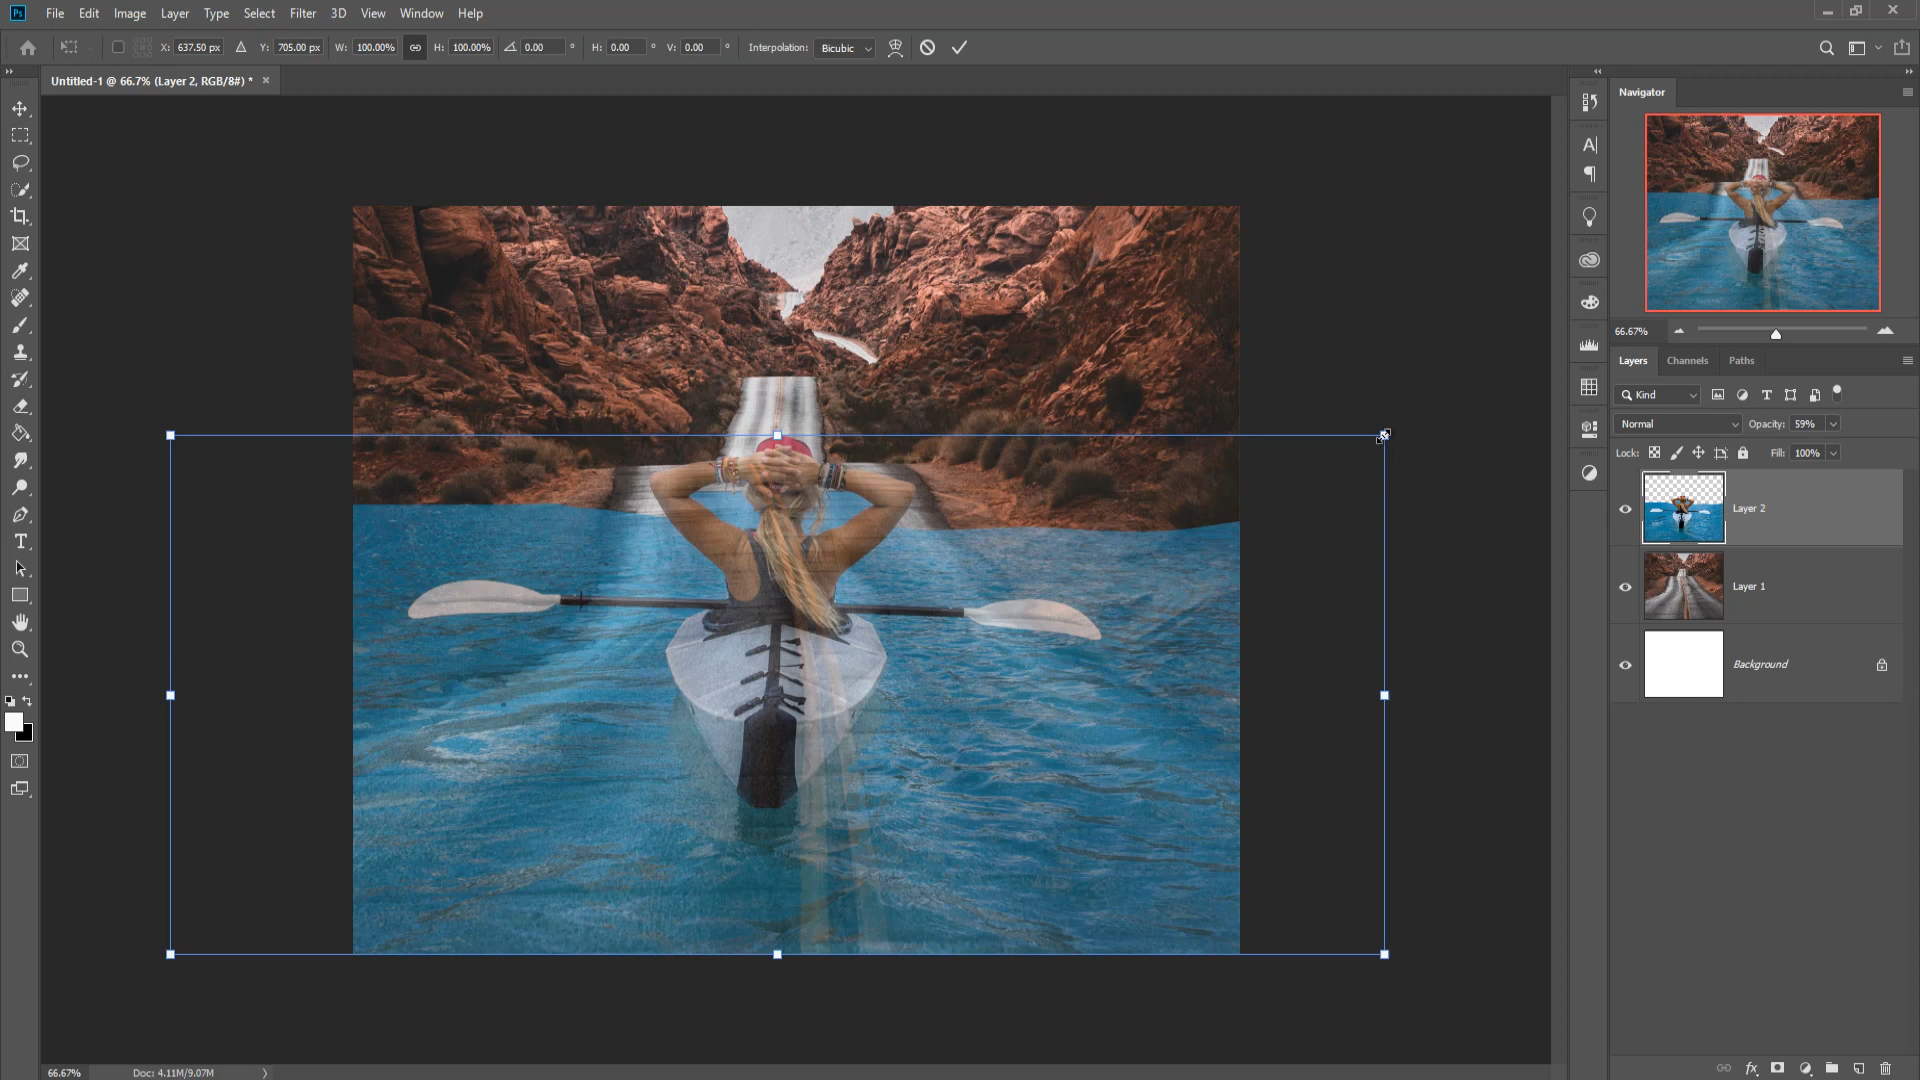 Ps File Edit Image Layer Type Select Filter 3D View Window Help
X: 637.50 px Y: 705.00 px W: 100.00% H: 100.00% 0.00 ° H: 0.00 ° V: 0.00 ° Interpolation: Bicubic
Untitled-1 @ 66.7% (Layer 2, RGB/8#) * ×
Navigator
66.67%
Layers Channels Paths
Kind
Normal Opacity: 59%
Lock: Fill: 100%
Layer 2
Layer 1
Background
66.67% Doc: 4.11M/9.07M